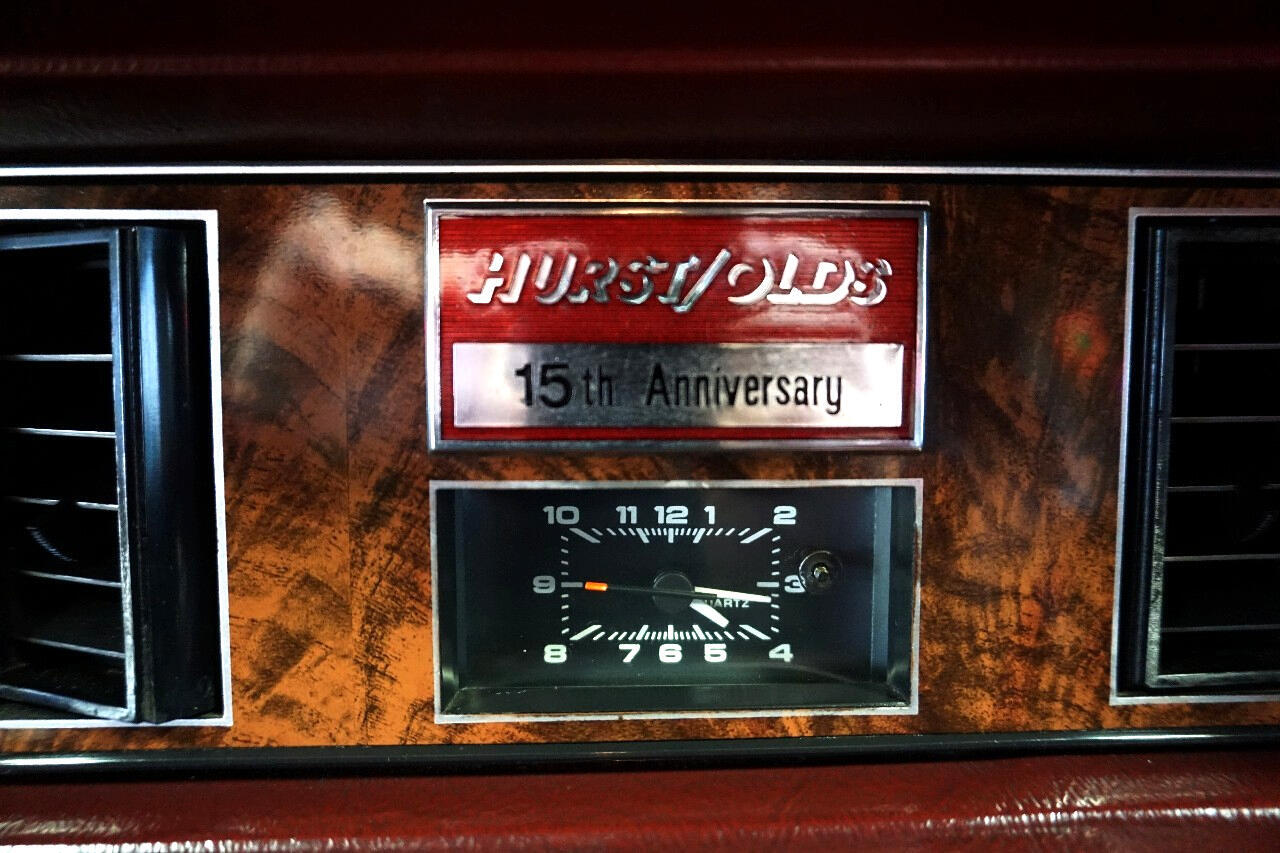 HURST/OLDS
15th Anniversary
10 11 12 1 2
9 3
QUARTZ
8 7 6 5 4